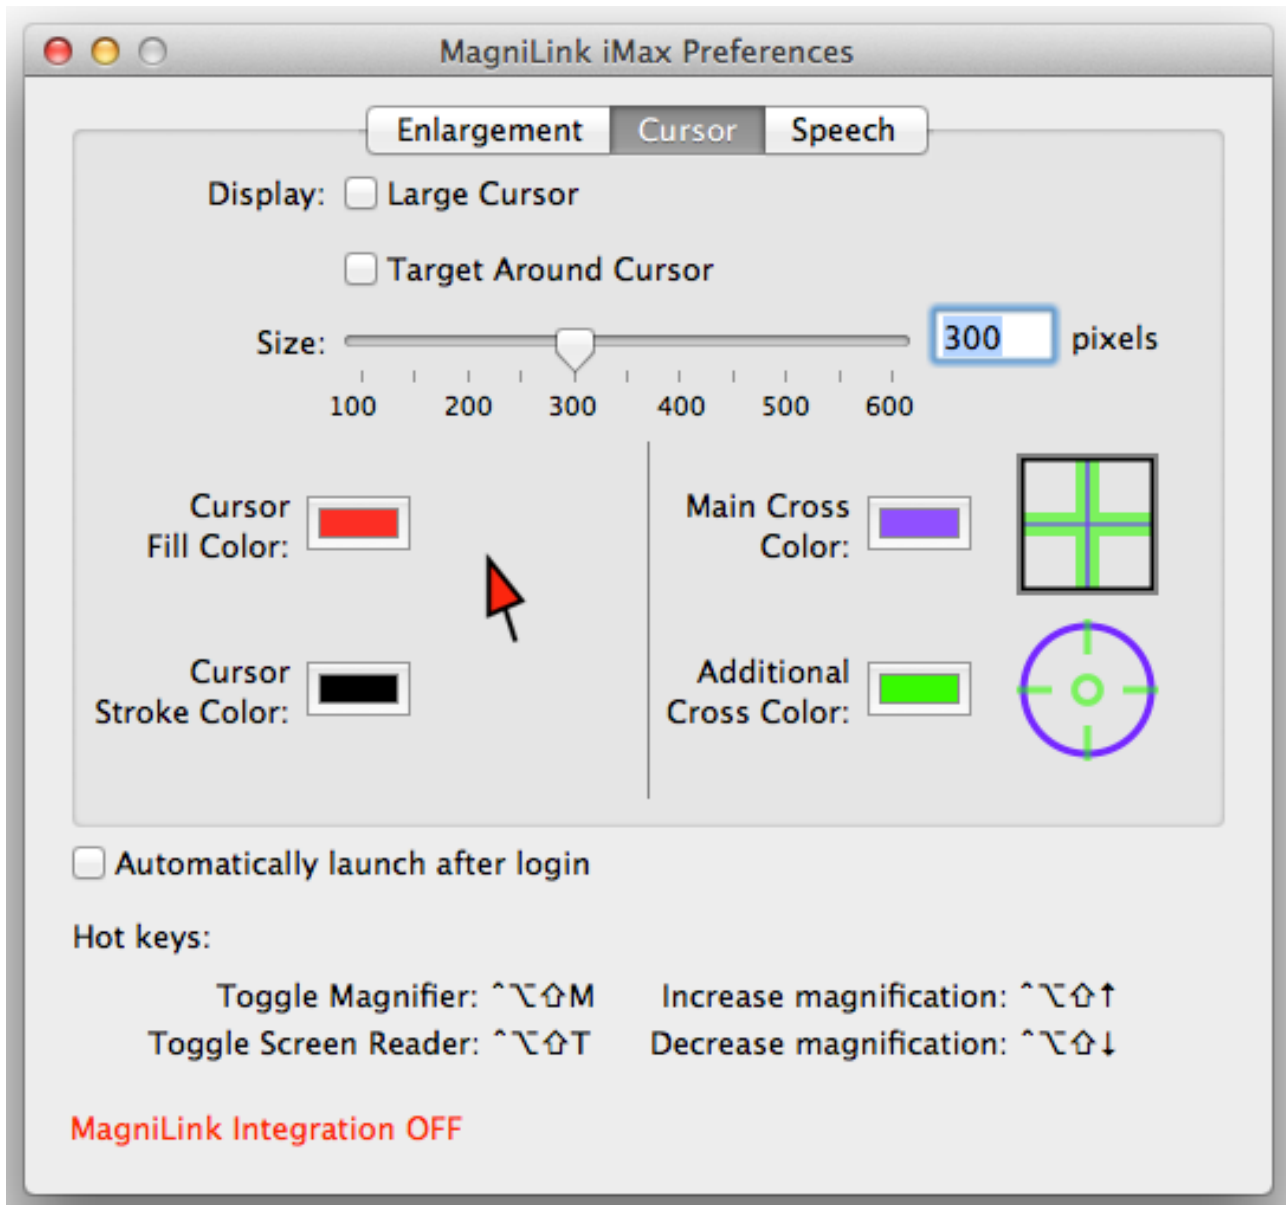 MagniLink iMax Preferences
Enlargement Cursor Speech
Display: Large Cursor
Target Around Cursor
Size: 300 pixels
100 200 300 400 500 600
Cursor
Fill Color:
Main Cross
Color:
Cursor
Stroke Color:
Additional
Cross Color:
Automatically launch after login
Hot keys:
Toggle Magnifier: ⌃⌥⇧M Increase magnification: ⌃⌥⇧↑
Toggle Screen Reader: ⌃⌥⇧T Decrease magnification: ⌃⌥⇧↓
MagniLink Integration OFF